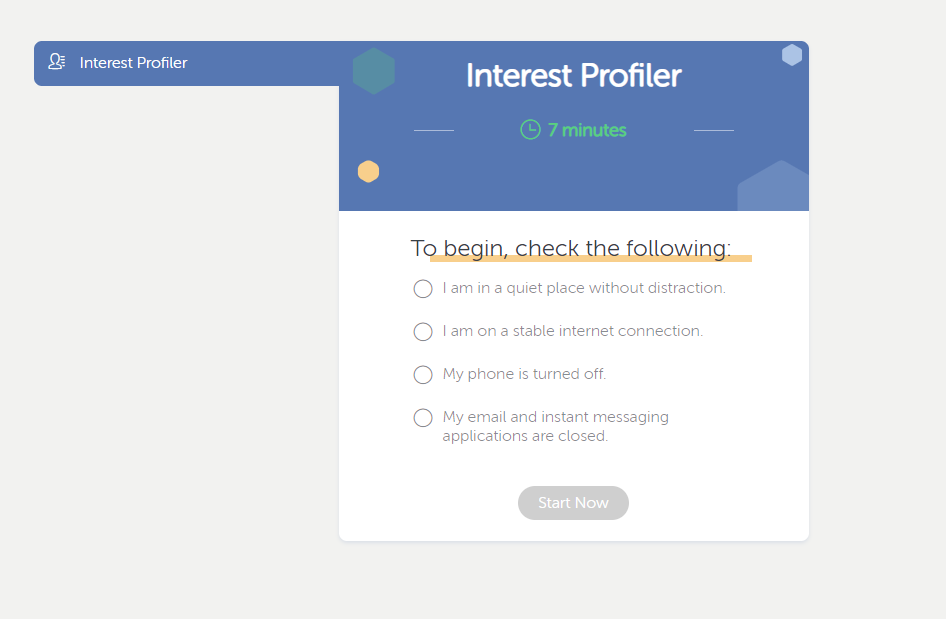 Interest Profiler
Interest Profiler
7 minutes
To begin, check the following:
I am in a quiet place without distraction.
I am on a stable internet connection.
My phone is turned off.
My email and instant messaging
applications are closed.
Start Now